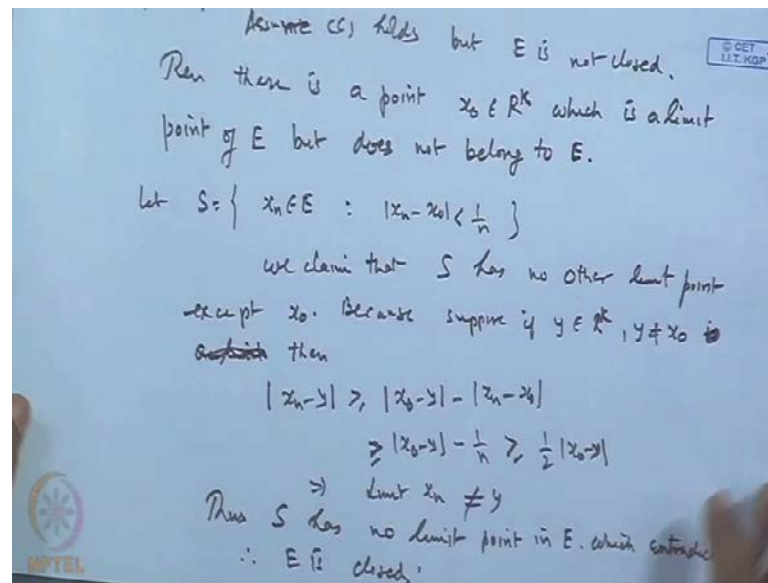 Assume (c) holds but E is not closed.
© CET
I.I.T. KGP
Then there is a point x₀ ∈ Rᵏ which is a limit
point of E but does not belong to E.
Let S = { xₙ ∈ E : |xₙ - x₀| < 1/n }
we claim that S has no other limit point
except x₀. Because suppose if y ∈ Rᵏ, y ≠ x₀
then
|xₙ-y| ≥ |x₀-y| - |xₙ-x₀|
≥ |x₀-y| - 1/n ≥ 1/2 |x₀-y|
⇒ Limit xₙ ≠ y
Thus S has no limit point in E. which
∴ E is closed.
NPTEL